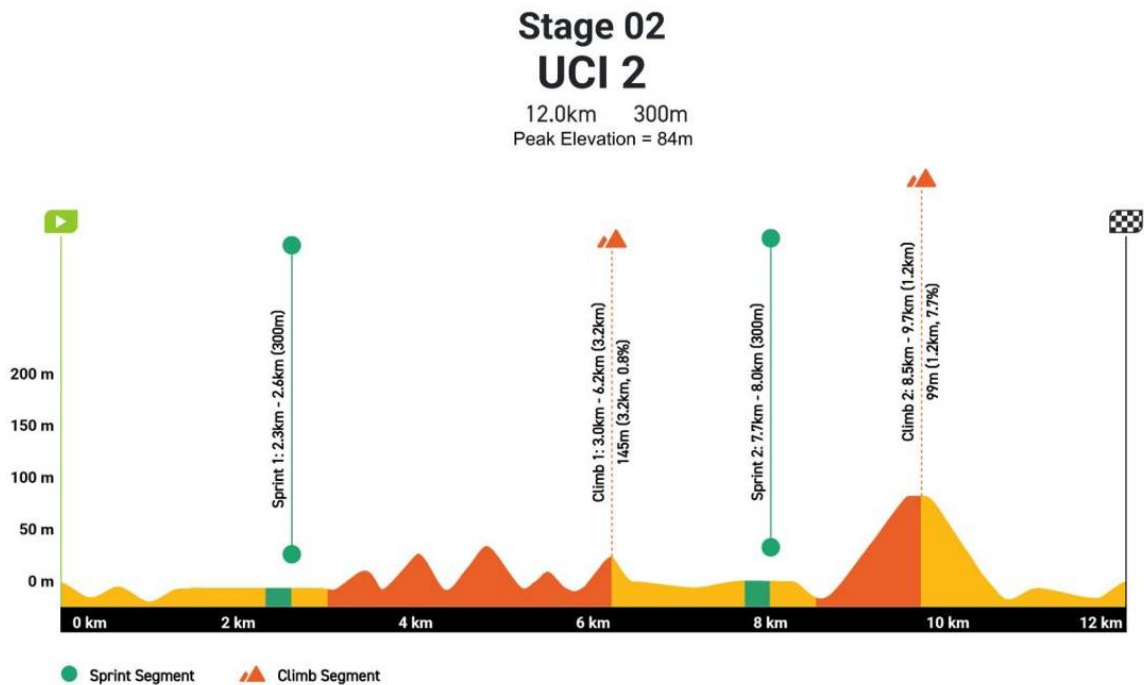 Stage 02
UCI 2
12.0km 300m
Peak Elevation = 84m
Sprint 1: 2.3km - 2.6km (300m)
Climb 1: 3.0km - 6.2km (3.2km)
145m (3.2km, 0.8%)
Sprint 2: 7.7km - 8.0km (300m)
Climb 2: 8.5km - 9.7km (1.2km)
99m (1.2km, 7.7%)
200 m
150 m
100 m
50 m
0 m
0 km 2 km 4 km 6 km 8 km 10 km 12 km
Sprint Segment Climb Segment